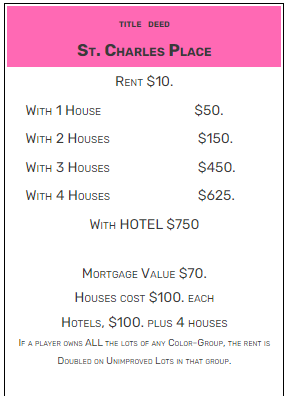 TITLE DEED
ST. CHARLES PLACE
RENT $10.
WITH 1 HOUSE $50.
WITH 2 HOUSES $150.
WITH 3 HOUSES $450.
WITH 4 HOUSES $625.
WITH HOTEL $750
MORTGAGE VALUE $70.
HOUSES COST $100. EACH
HOTELS, $100. PLUS 4 HOUSES
IF A PLAYER OWNS ALL THE LOTS OF ANY COLOR-GROUP, THE RENT IS
DOUBLED ON UNIMPROVED LOTS IN THAT GROUP.